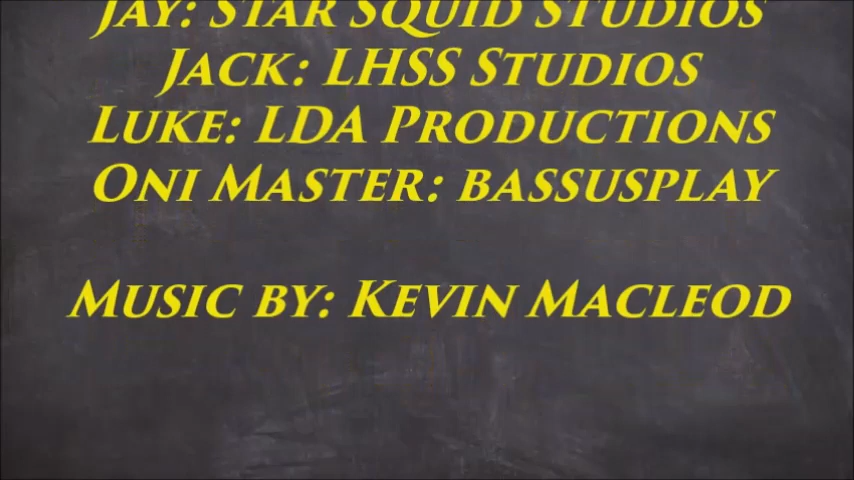 Jay: Star Squid Studios
Jack: LHSS Studios
Luke: LDA Productions
Oni Master: bassusplay
Music by: Kevin Macleod